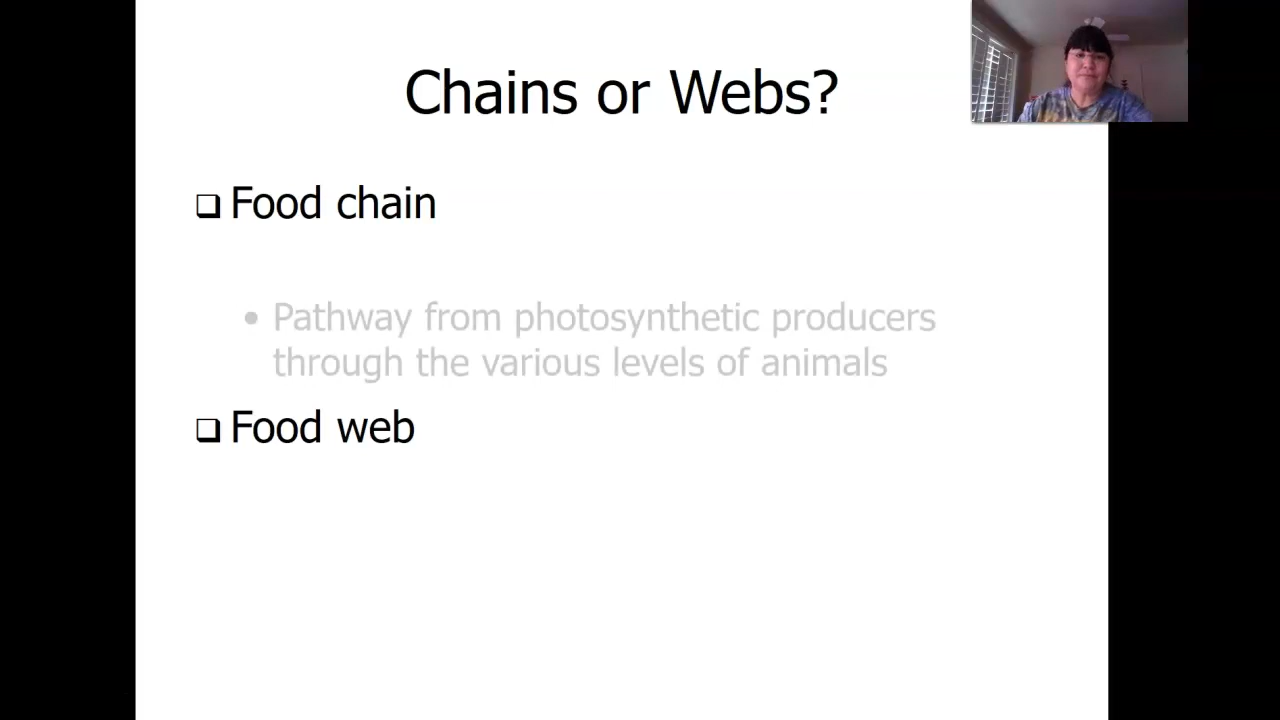 Chains or Webs?
❑ Food chain
• Pathway from photosynthetic producers
through the various levels of animals
❑ Food web